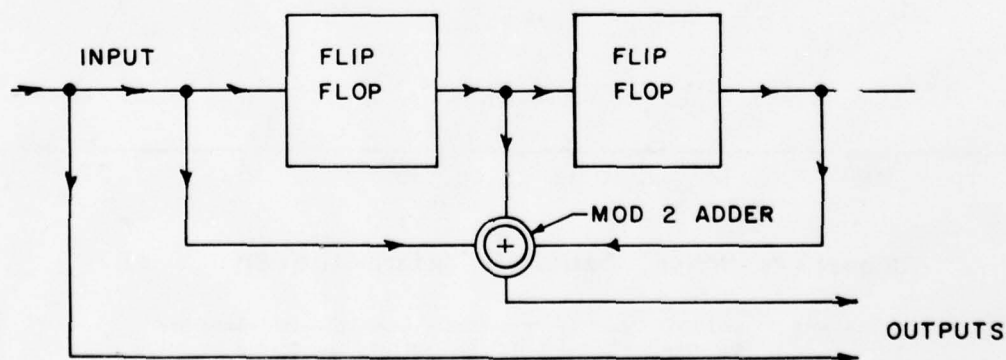 INPUT
FLIP
FLOP
FLIP
FLOP
+
MOD 2 ADDER
OUTPUTS